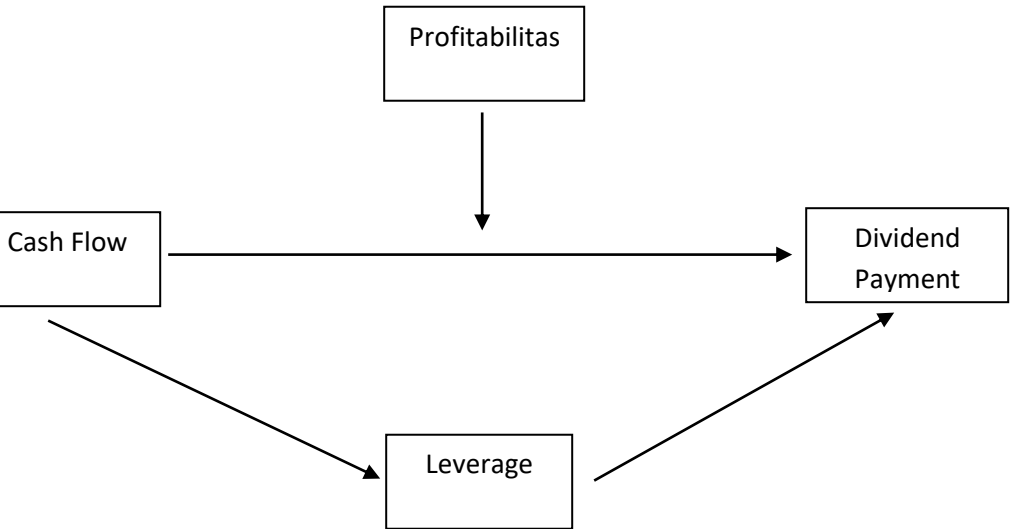 Profitabilitas
Cash Flow
Dividend
Payment
Leverage